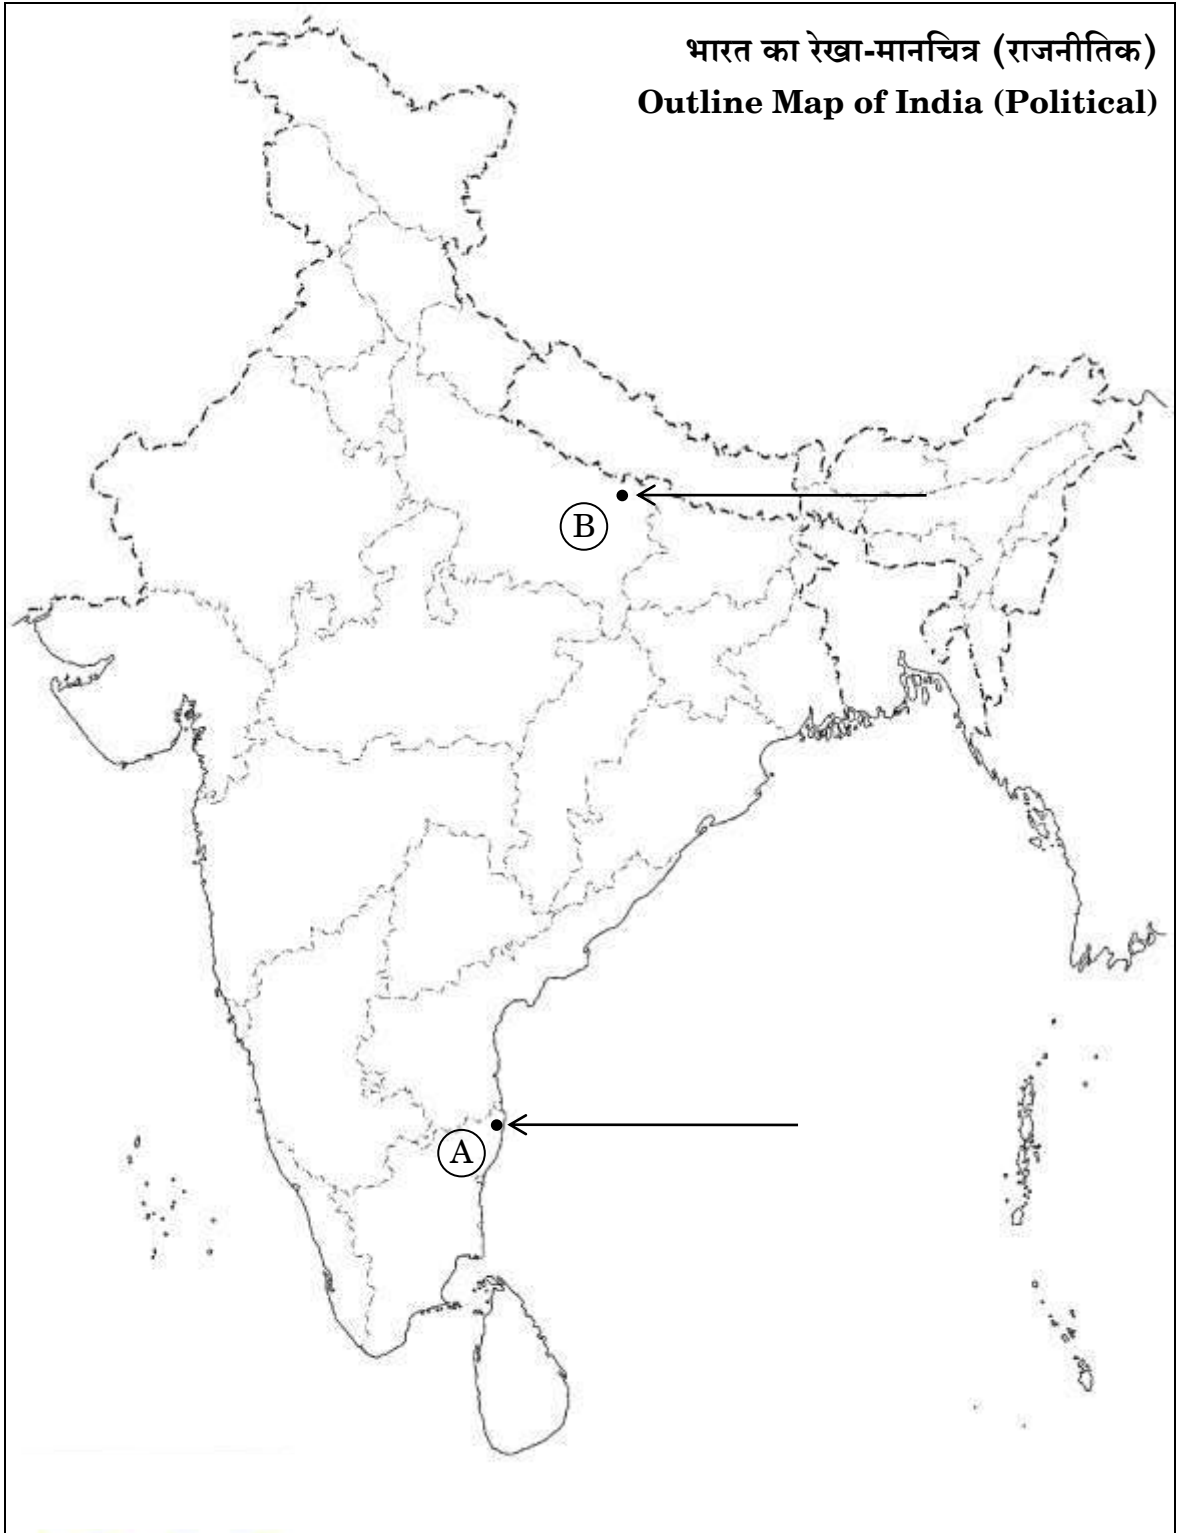 भारत का रेखा-मानचित्र (राजनीतिक)
Outline Map of India (Political)
B
A